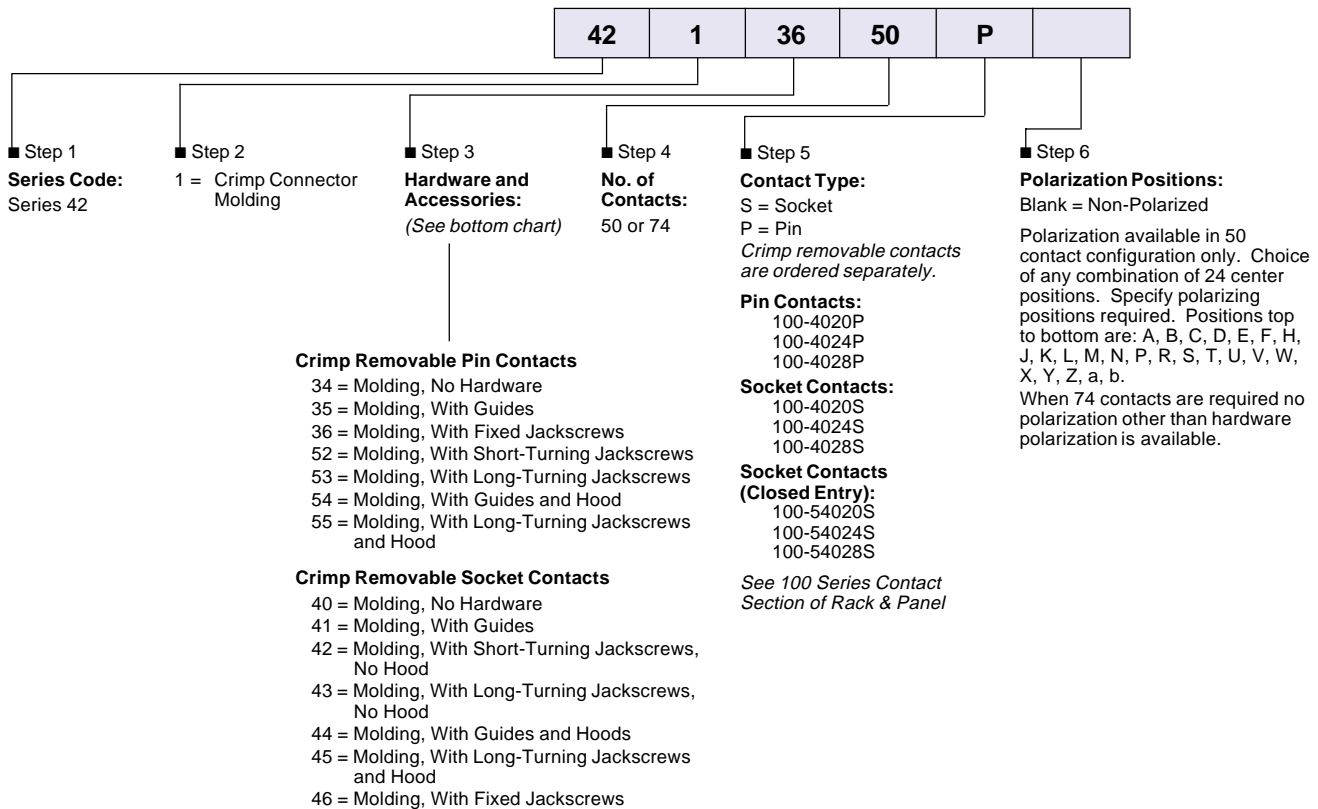 42 1 36 50 P
■ Step 1
Series Code:
Series 42
■ Step 2
1 = Crimp Connector
Molding
■ Step 3
Hardware and
Accessories:
(See bottom chart)
■ Step 4
No. of
Contacts:
50 or 74
■ Step 5
Contact Type:
S = Socket
P = Pin
Crimp removable contacts
are ordered separately.
Pin Contacts:
100-4020P
100-4024P
100-4028P
Socket Contacts:
100-4020S
100-4024S
100-4028S
Socket Contacts
(Closed Entry):
100-54020S
100-54024S
100-54028S
See 100 Series Contact
Section of Rack & Panel
■ Step 6
Polarization Positions:
Blank = Non-Polarized
Polarization available in 50
contact configuration only. Choice
of any combination of 24 center
positions. Specify polarizing
positions required. Positions top
to bottom are: A, B, C, D, E, F, H,
J, K, L, M, N, P, R, S, T, U, V, W,
X, Y, Z, a, b.
When 74 contacts are required no
polarization other than hardware
polarization is available.
Crimp Removable Pin Contacts
34 = Molding, No Hardware
35 = Molding, With Guides
36 = Molding, With Fixed Jackscrews
52 = Molding, With Short-Turning Jackscrews
53 = Molding, With Long-Turning Jackscrews
54 = Molding, With Guides and Hood
55 = Molding, With Long-Turning Jackscrews
and Hood
Crimp Removable Socket Contacts
40 = Molding, No Hardware
41 = Molding, With Guides
42 = Molding, With Short-Turning Jackscrews,
No Hood
43 = Molding, With Long-Turning Jackscrews,
No Hood
44 = Molding, With Guides and Hoods
45 = Molding, With Long-Turning Jackscrews
and Hood
46 = Molding, With Fixed Jackscrews